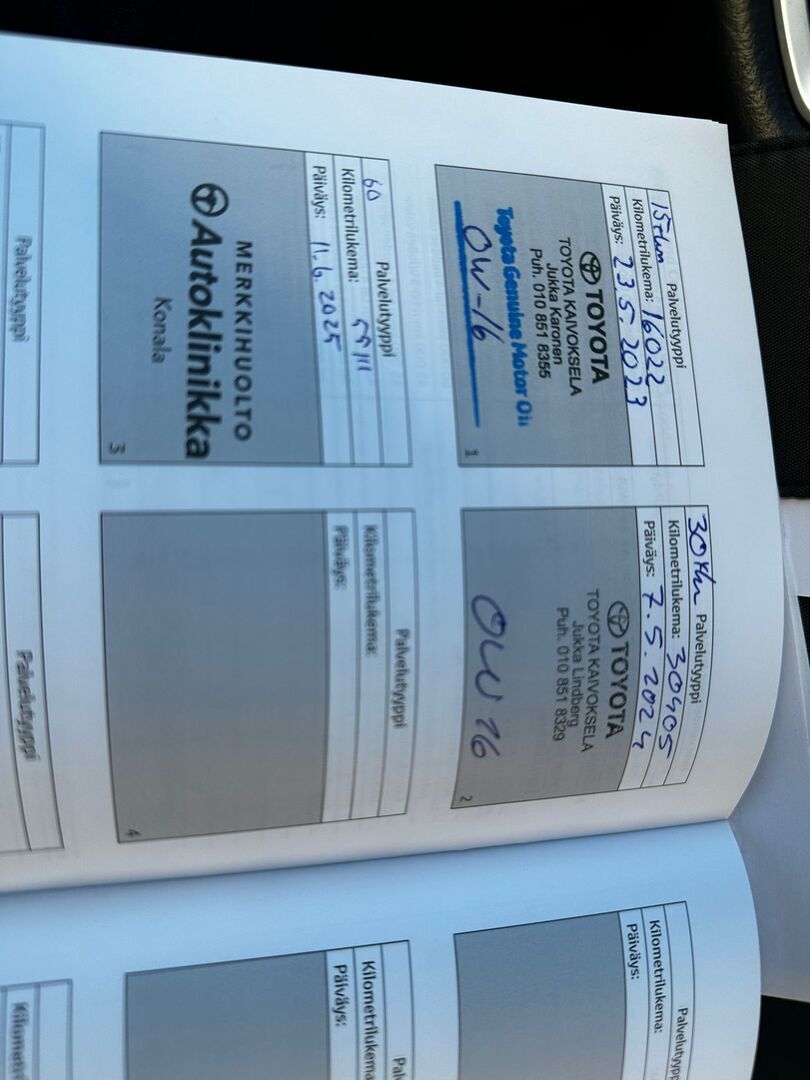 15tkm Palvelutyyppi
Kilometrilukema: 16022
Päiväys: 23.5.2023
TOYOTA
TOYOTA KAIVOKSELA
Jukka Karonen
Puh. 010 851 8355
Toyota Genuine Motor Oil
0W-16
1
30tkm Palvelutyyppi
Kilometrilukema: 30405
Päiväys: 7.5.2024
TOYOTA
TOYOTA KAIVOKSELA
Jukka Lindberg
Puh. 010 851 8329
0W16
2
60 Palvelutyyppi
Kilometrilukema:
Päiväys: 11.6.2025
MERKKIHUOLTO
Autoklinikka
Konala
3
Palvelutyyppi
Kilometrilukema:
Päiväys:
4
Palvelutyyppi
Palvelutyyppi
Palvelutyyppi
Kilometrilukema:
Päiväys:
Kilometrilukema
Päiväys: